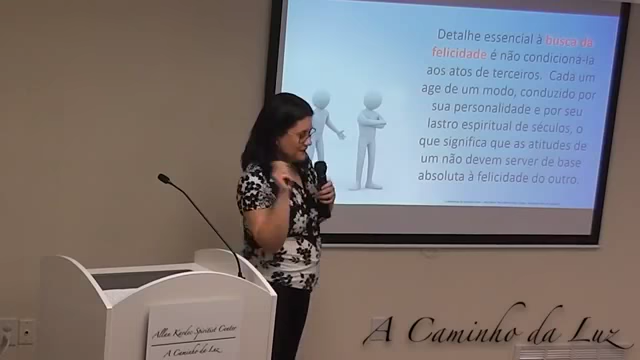 Detalhe essencial à busca da
felicidade é não condicioná-la
aos atos de terceiros. Cada um
age de um modo, conduzido por
sua personalidade e por seu
lastro espiritual de séculos, o
que significa que as atitudes de
um não devem server de base
absoluta à felicidade do outro.
Allan Kardec Spiritist Center
A Caminho da Luz
A Caminho da Luz